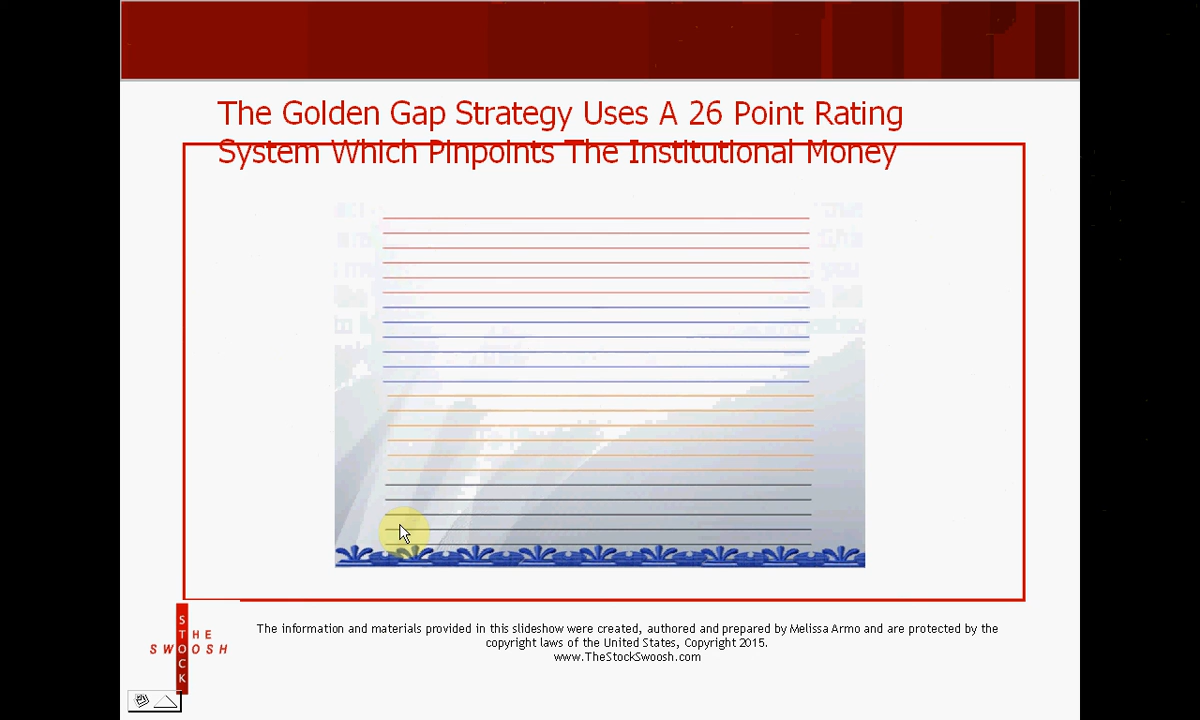 The Golden Gap Strategy Uses A 26 Point Rating
System Which Pinpoints The Institutional Money
THE
SWOOSH
STOCK
The information and materials provided in this slideshow were created, authored and prepared by Melissa Armo and are protected by the
copyright laws of the United States, Copyright 2015.
www.TheStockSwoosh.com